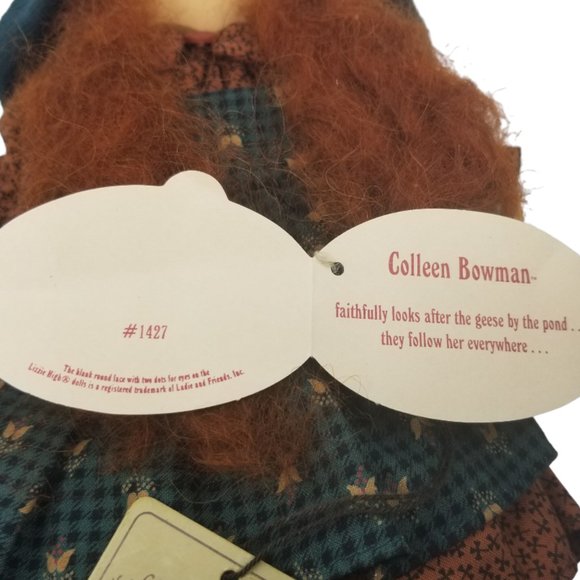 #1427
The blank round face with two dots for eyes on the
Lizzie High® dolls is a registered trademark of Ladie and Friends, Inc.
Colleen Bowman™
faithfully looks after the geese by the pond . . .
they follow her everywhere . . .